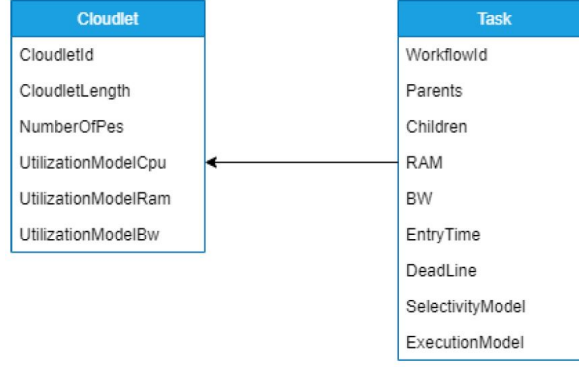 Cloudlet
CloudletId
CloudletLength
NumberOfPes
UtilizationModelCpu
UtilizationModelRam
UtilizationModelBw
Task
WorkflowId
Parents
Children
RAM
BW
EntryTime
DeadLine
SelectivityModel
ExecutionModel